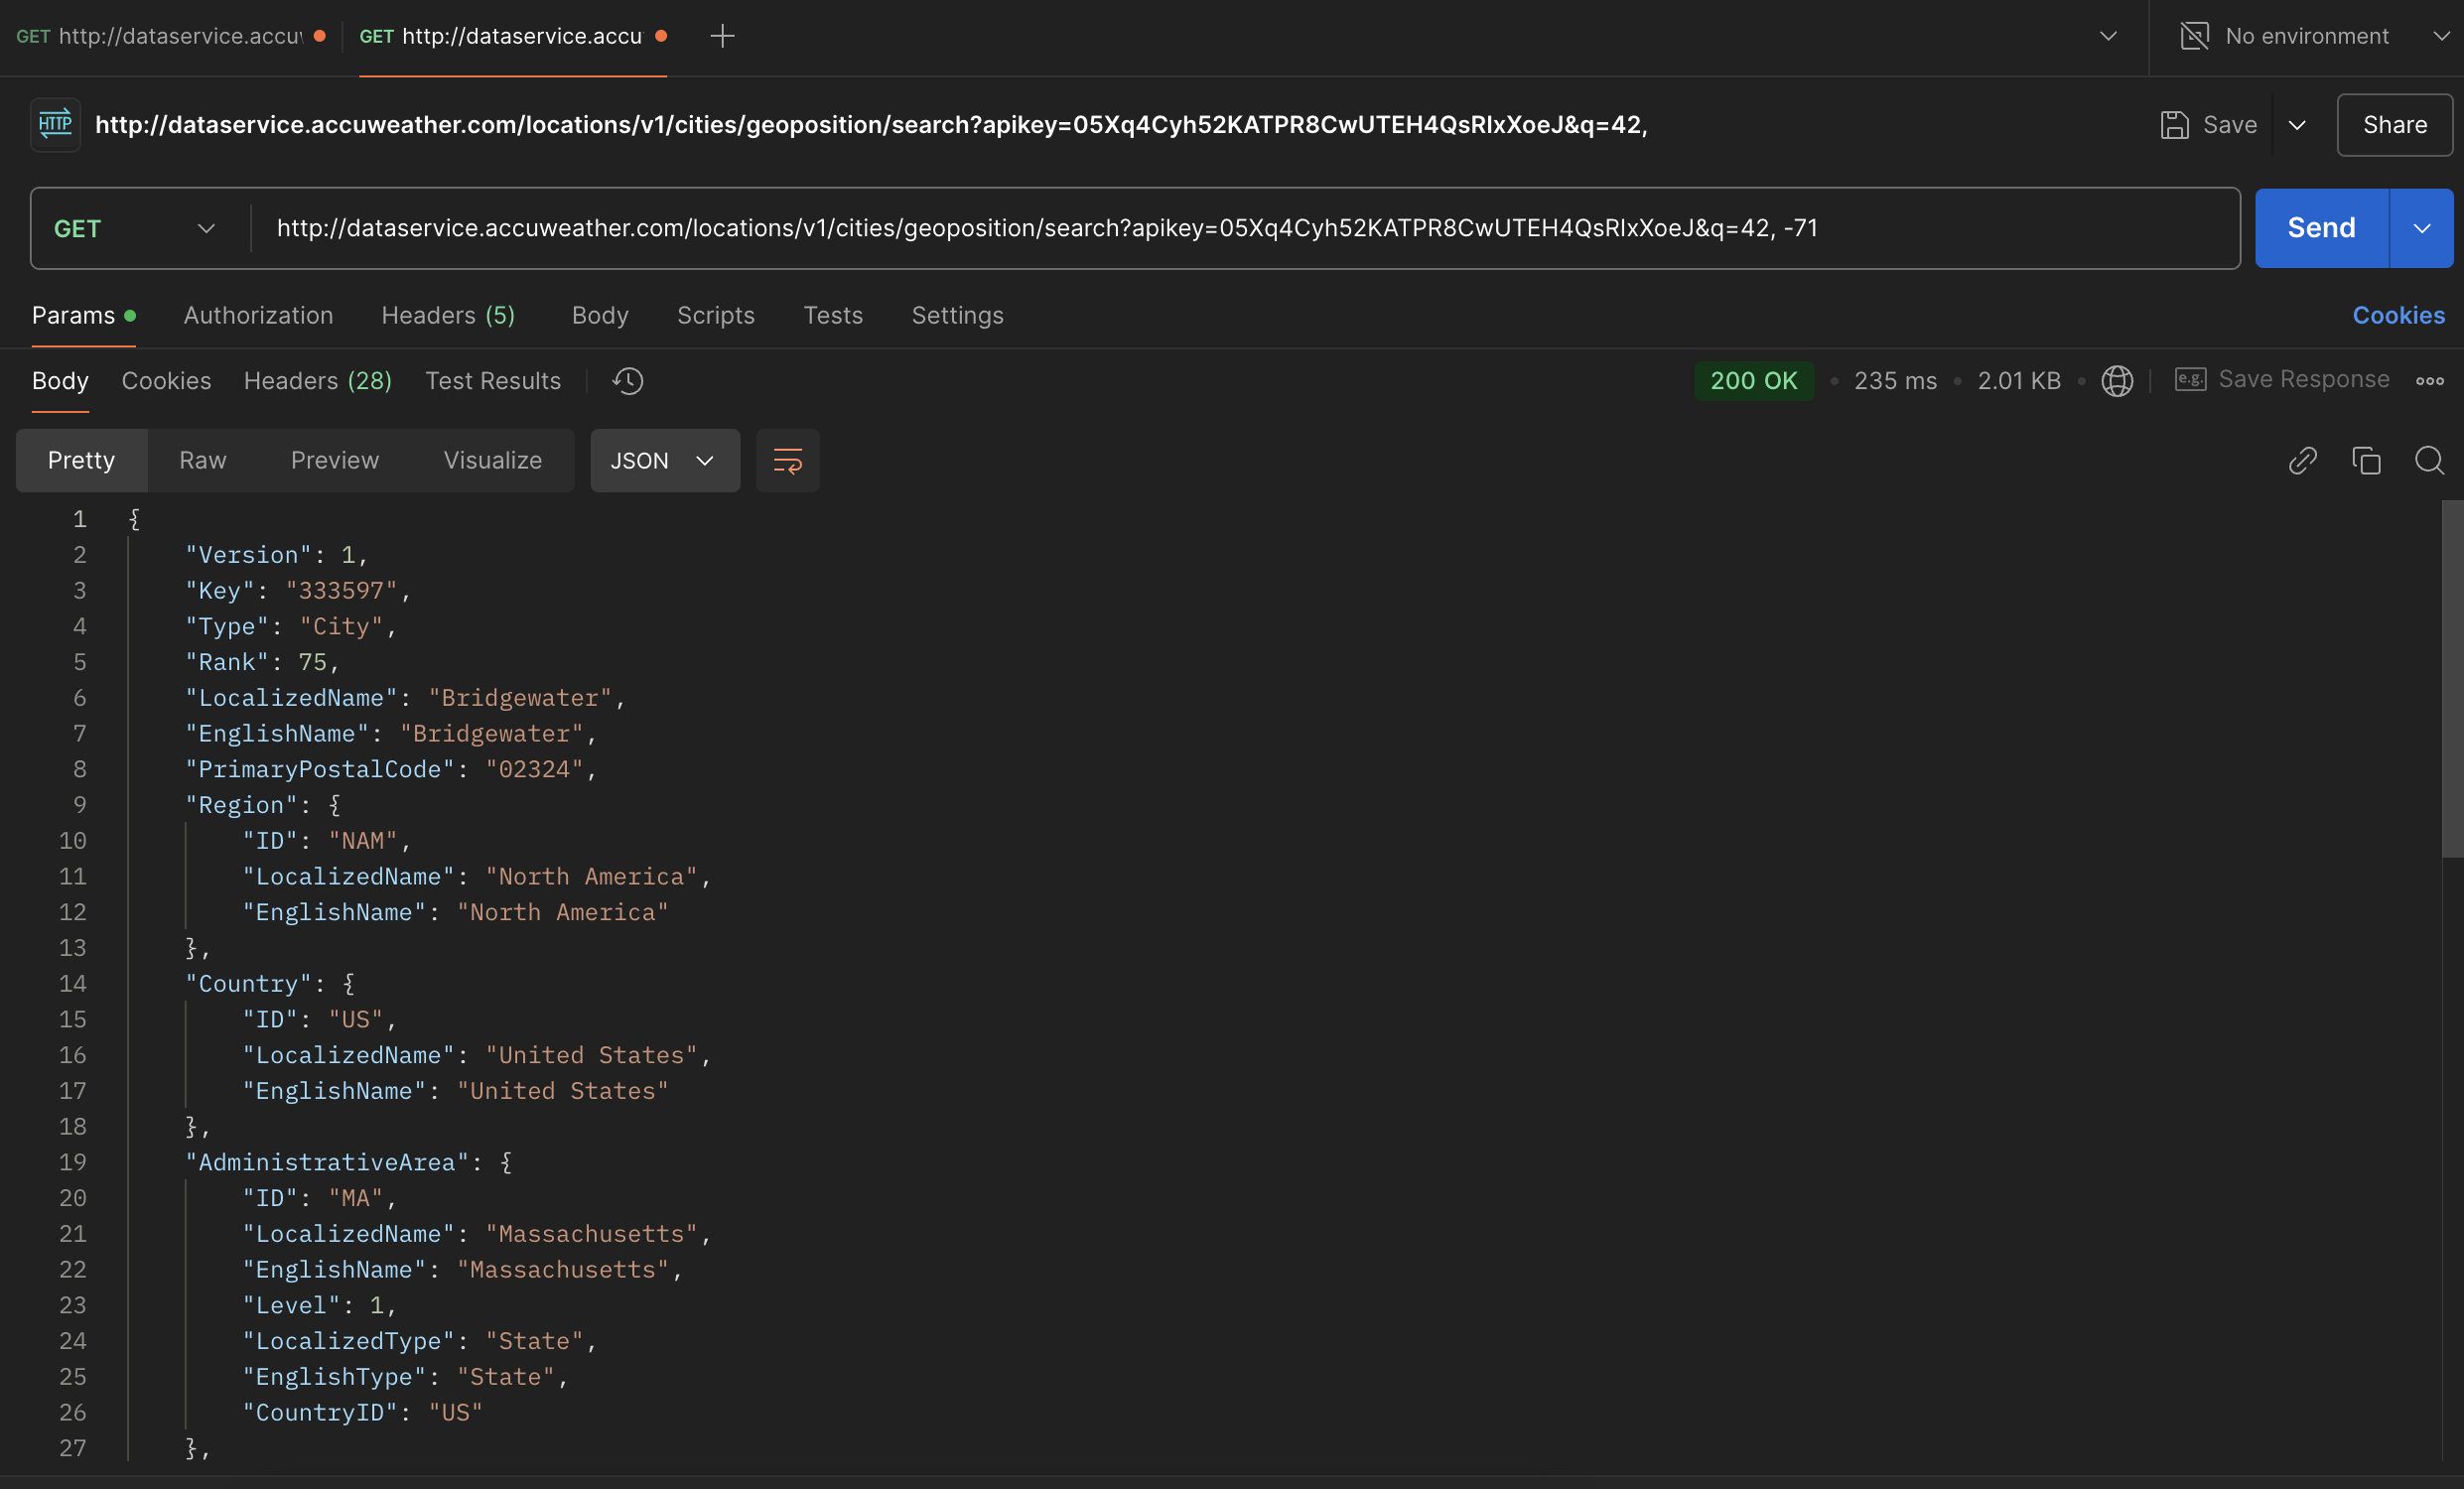 GET http://dataservice.accuw GET http://dataservice.accu No environment
HTTP http://dataservice.accuweather.com/locations/v1/cities/geoposition/search?apikey=05Xq4Cyh52KATPR8CwUTEH4QsRIxXoeJ&q=42, Save Share
GET http://dataservice.accuweather.com/locations/v1/cities/geoposition/search?apikey=05Xq4Cyh52KATPR8CwUTEH4QsRIxXoeJ&q=42, -71 Send
Params Authorization Headers (5) Body Scripts Tests Settings Cookies
Body Cookies Headers (28) Test Results 200 OK 235 ms 2.01 KB e.g. Save Response
Pretty Raw Preview Visualize JSON
1 {
2 "Version": 1,
3 "Key": "333597",
4 "Type": "City",
5 "Rank": 75,
6 "LocalizedName": "Bridgewater",
7 "EnglishName": "Bridgewater",
8 "PrimaryPostalCode": "02324",
9 "Region": {
10 "ID": "NAM",
11 "LocalizedName": "North America",
12 "EnglishName": "North America"
13 },
14 "Country": {
15 "ID": "US",
16 "LocalizedName": "United States",
17 "EnglishName": "United States"
18 },
19 "AdministrativeArea": {
20 "ID": "MA",
21 "LocalizedName": "Massachusetts",
22 "EnglishName": "Massachusetts",
23 "Level": 1,
24 "LocalizedType": "State",
25 "EnglishType": "State",
26 "CountryID": "US"
27 },